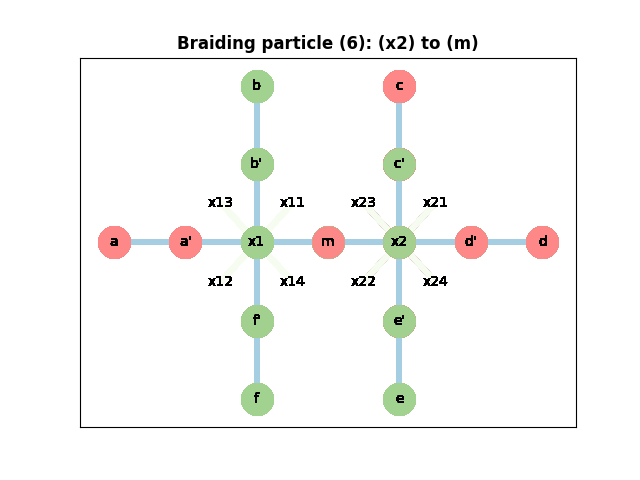 Braiding particle (6): (x2) to (m)
b c
b' c'
x13 x11 x23 x21
a a' x1 m x2 d' d
x12 x14 x22 x24
f' e'
f e